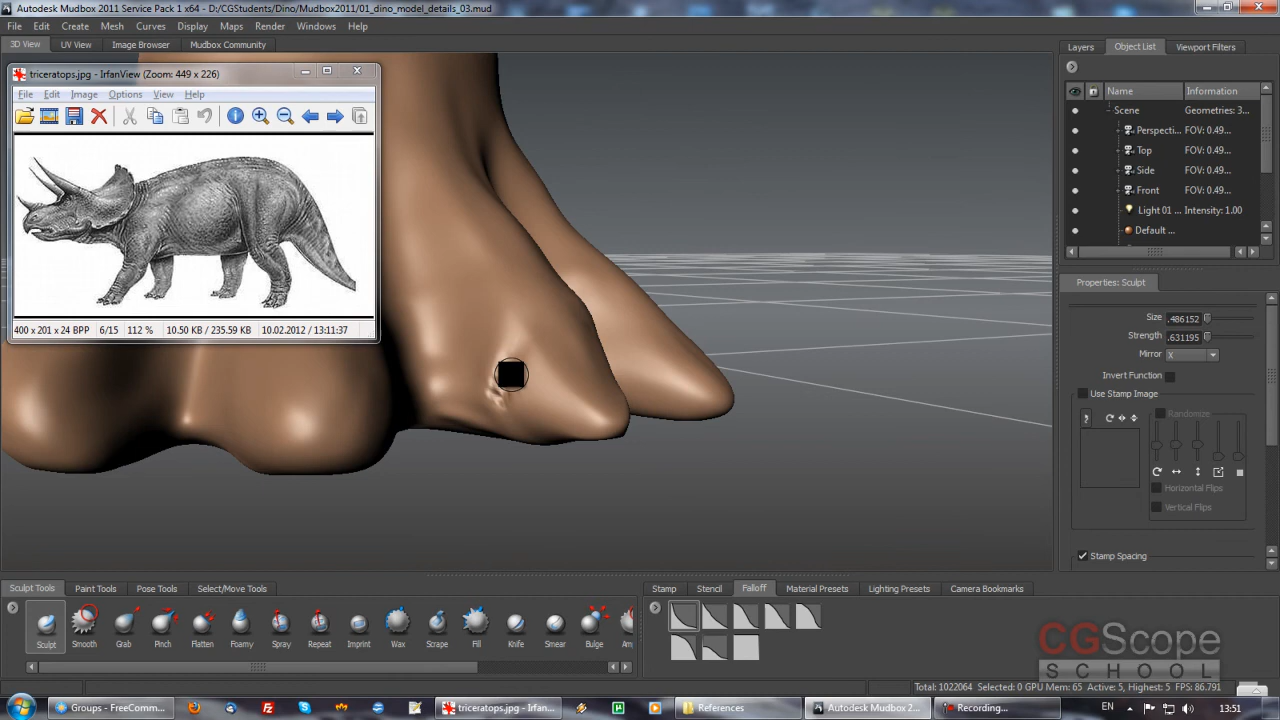 Autodesk Mudbox 2011 Service Pack 1 x64 - D:/CGStudents/Dino/Mudbox2011/01_dino_model_details_03.mud
File Edit Create Mesh Curves Display Maps Render Windows Help
3D View UV View Image Browser Mudbox Community
Layers Object List Viewport Filters
triceratops.jpg - IrfanView (Zoom: 449 x 226)
File Edit Image Options View Help
400 x 201 x 24 BPP 6/15 112 % 10.50 KB / 235.59 KB 10.02.2012 / 13:11:37
Name Information
Scene Geometries: 3...
Perspecti... FOV: 0.49...
Top FOV: 0.49...
Side FOV: 0.49...
Front FOV: 0.49...
Light 01 ... Intensity: 1.00
Default ...
Properties: Sculpt
Size .486152
Strength .631195
Mirror X
Invert Function
Use Stamp Image
Randomize
Horizontal Flips
Vertical Flips
Stamp Spacing
Sculpt Tools Paint Tools Pose Tools Select/Move Tools
Sculpt Smooth Grab Pinch Flatten Foamy Spray Repeat Imprint Wax Scrape Fill Knife Smear Bulge
Stamp Stencil Falloff Material Presets Lighting Presets Camera Bookmarks
CGScope
SCHOOL
Total: 1022064 Selected: 0 GPU Mem: 65 Active: 5, Highest: 5 FPS: 86.791
Groups - FreeComm... triceratops.jpg - Irfan... References Autodesk Mudbox 2... Recording... EN 13:51